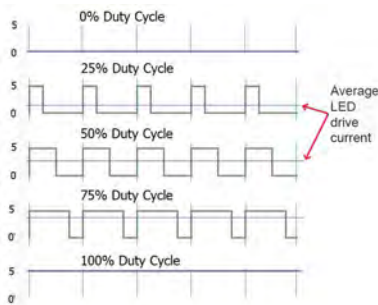 0% Duty Cycle
5
0
25% Duty Cycle
5
0
50% Duty Cycle
5
0
75% Duty Cycle
5
0
100% Duty Cycle
5
0
Average
LED
drive
current